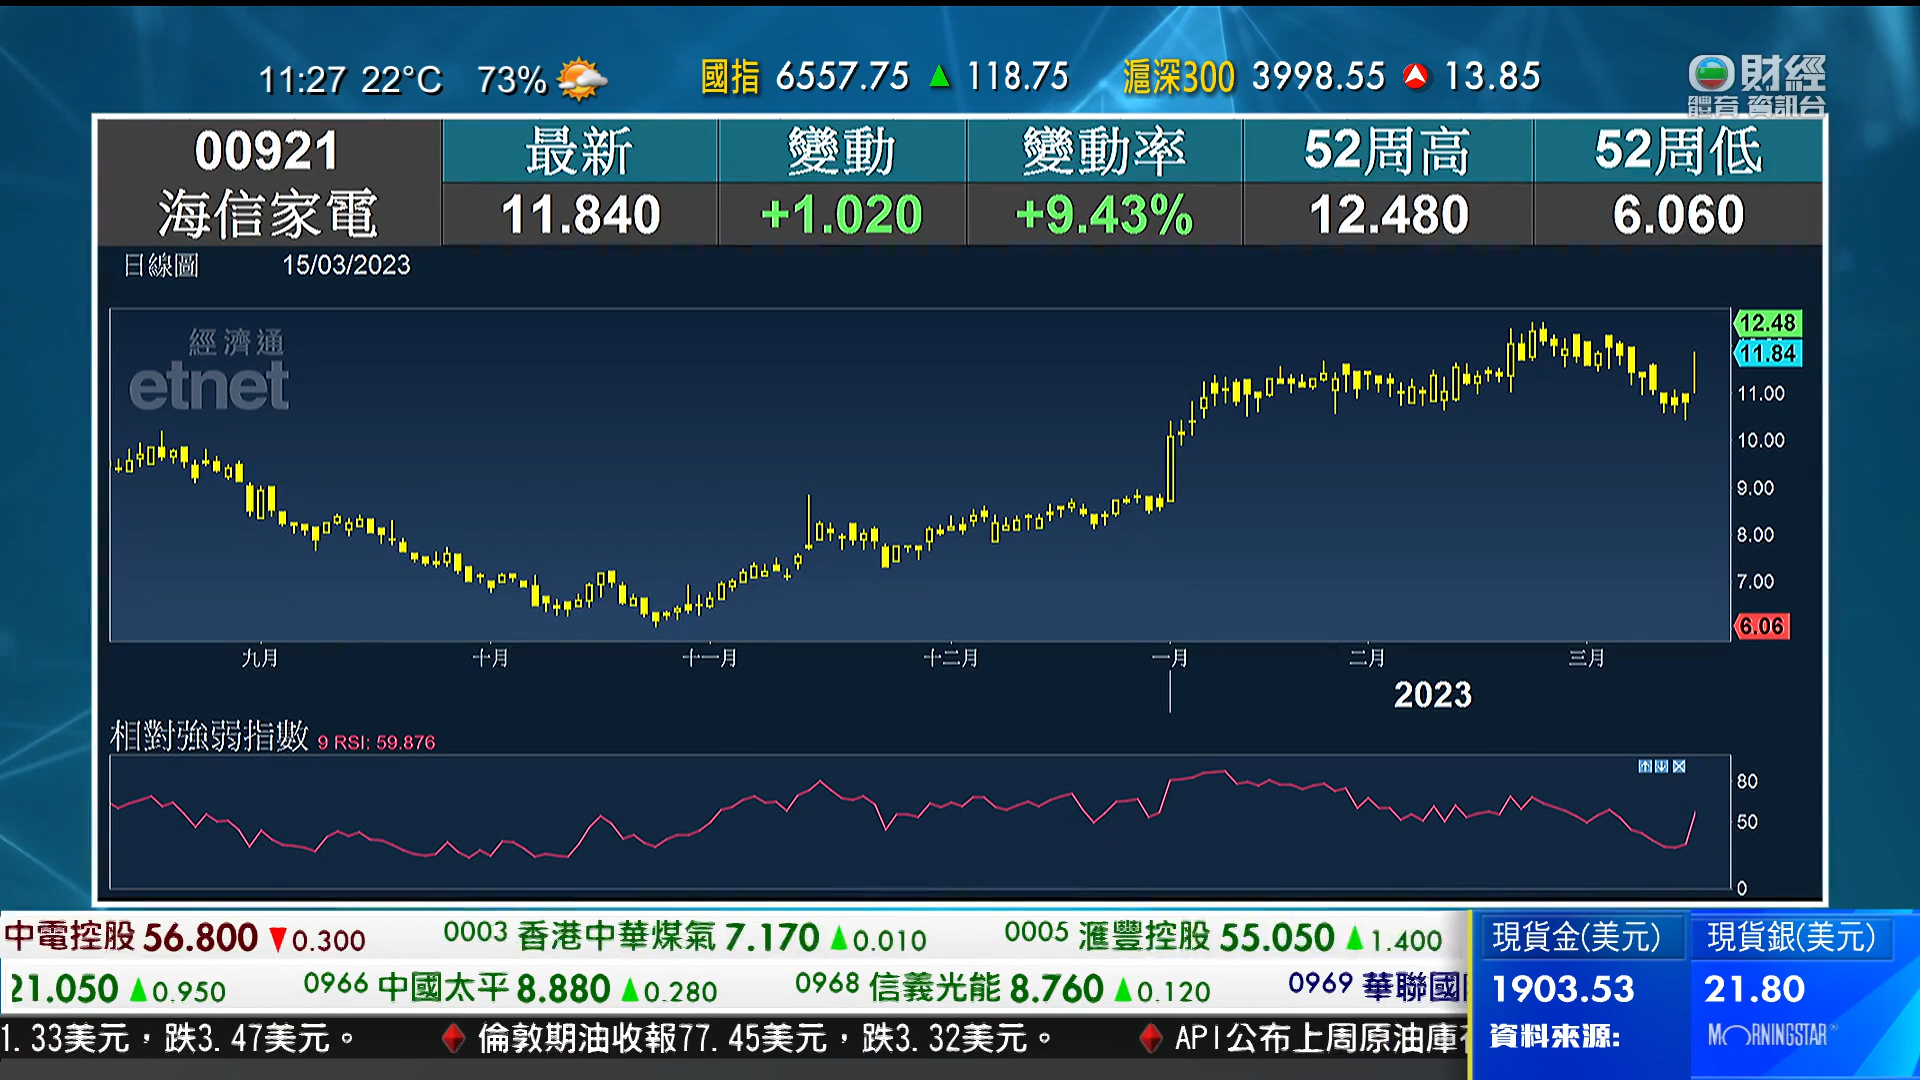 11:27 22°C 73% 國指 6557.75 ▲ 118.75 滬深300 3998.55 13.85
財經
體育 資訊台
00921 最新 變動 變動率 52周高 52周低
海信家電 11.840 +1.020 +9.43% 12.480 6.060
日線圖 15/03/2023
經濟通
etnet
12.48
11.84
11.00
10.00
9.00
8.00
7.00
6.06
九月 十月 十一月 十二月 一月 二月 三月
2023
相對強弱指數 9 RSI: 59.876
80
50
0
中電控股 56.800 ▼0.300 0003 香港中華煤氣 7.170 ▲0.010 0005 滙豐控股 55.050 ▲1.400
21.050 ▲0.950 0966 中國太平 8.880 ▲0.280 0968 信義光能 8.760 ▲0.120 0969 華聯國
1.33美元，跌3.47美元。 倫敦期油收報77.45美元，跌3.32美元。 API公布上周原油庫
現貨金(美元) 現貨銀(美元)
1903.53 21.80
資料來源: MORNINGSTAR